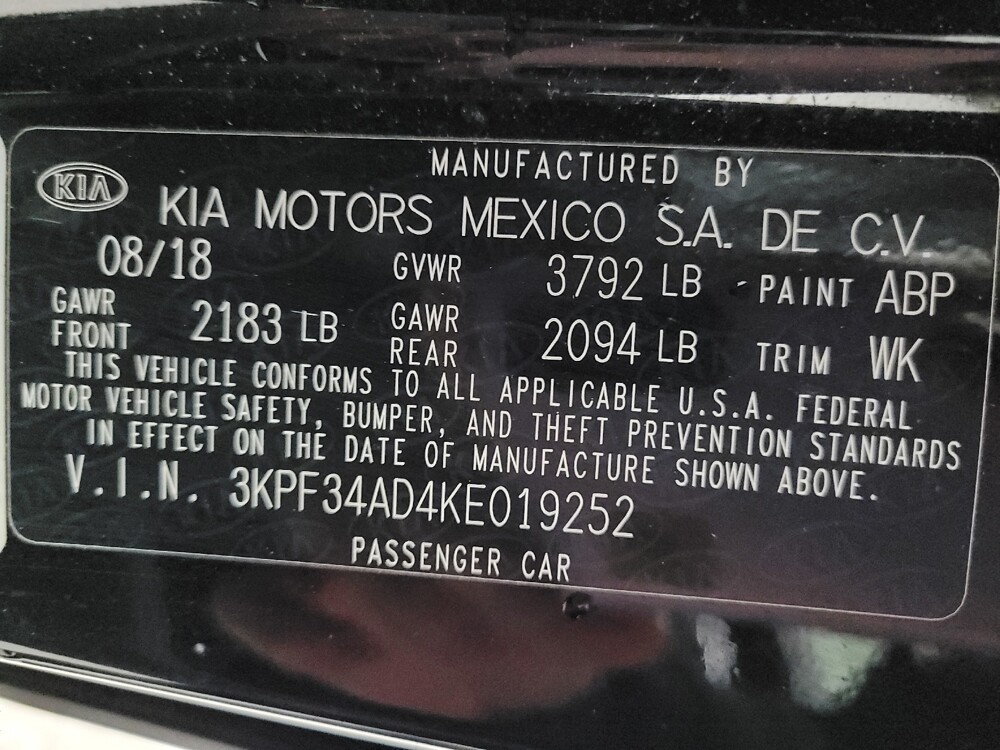 MANUFACTURED BY
KIA
KIA MOTORS MEXICO S.A. DE C.V.
08/18 GVWR 3792 LB PAINT ABP
GAWR FRONT 2183 LB GAWR REAR 2094 LB TRIM WK
THIS VEHICLE CONFORMS TO ALL APPLICABLE U.S.A. FEDERAL
MOTOR VEHICLE SAFETY, BUMPER, AND THEFT PREVENTION STANDARDS
IN EFFECT ON THE DATE OF MANUFACTURE SHOWN ABOVE.
V.I.N. 3KPF34AD4KE019252
PASSENGER CAR